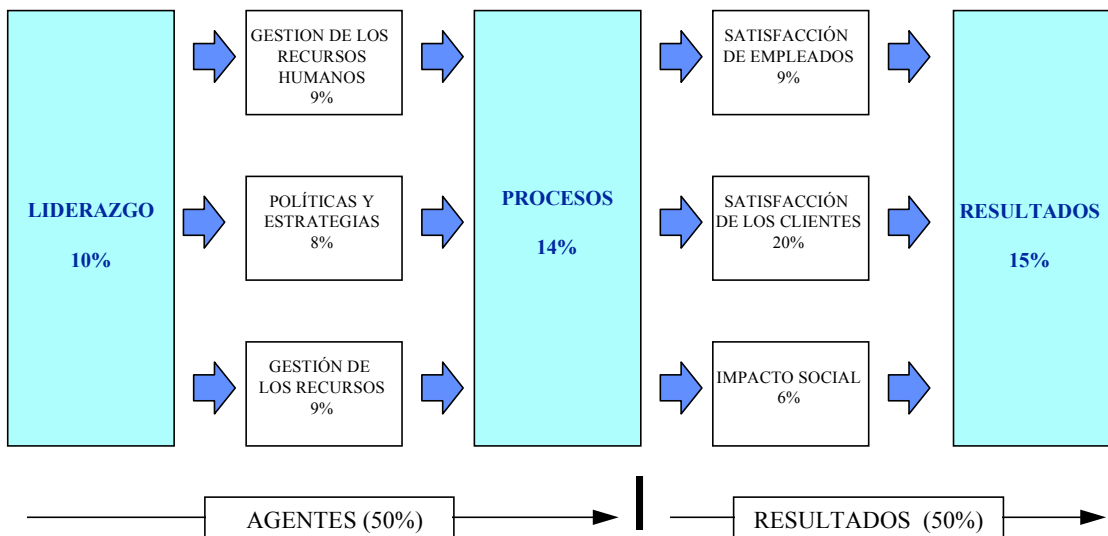 LIDERAZGO
10%
GESTION DE LOS
RECURSOS
HUMANOS
9%
POLÍTICAS Y
ESTRATEGIAS
8%
GESTIÓN DE
LOS RECURSOS
9%
PROCESOS
14%
SATISFACCIÓN
DE EMPLEADOS
9%
SATISFACCIÓN
DE LOS CLIENTES
20%
IMPACTO SOCIAL
6%
RESULTADOS
15%
AGENTES (50%)
RESULTADOS (50%)